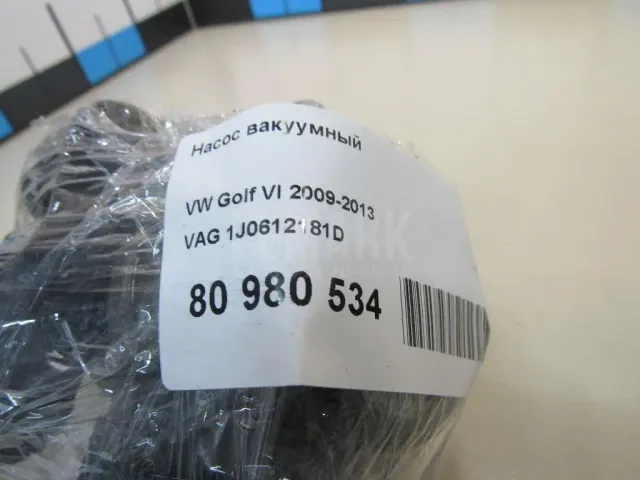 Насос вакуумный
VW Golf VI 2009-2013
VAG 1J0612181D
80 980 534